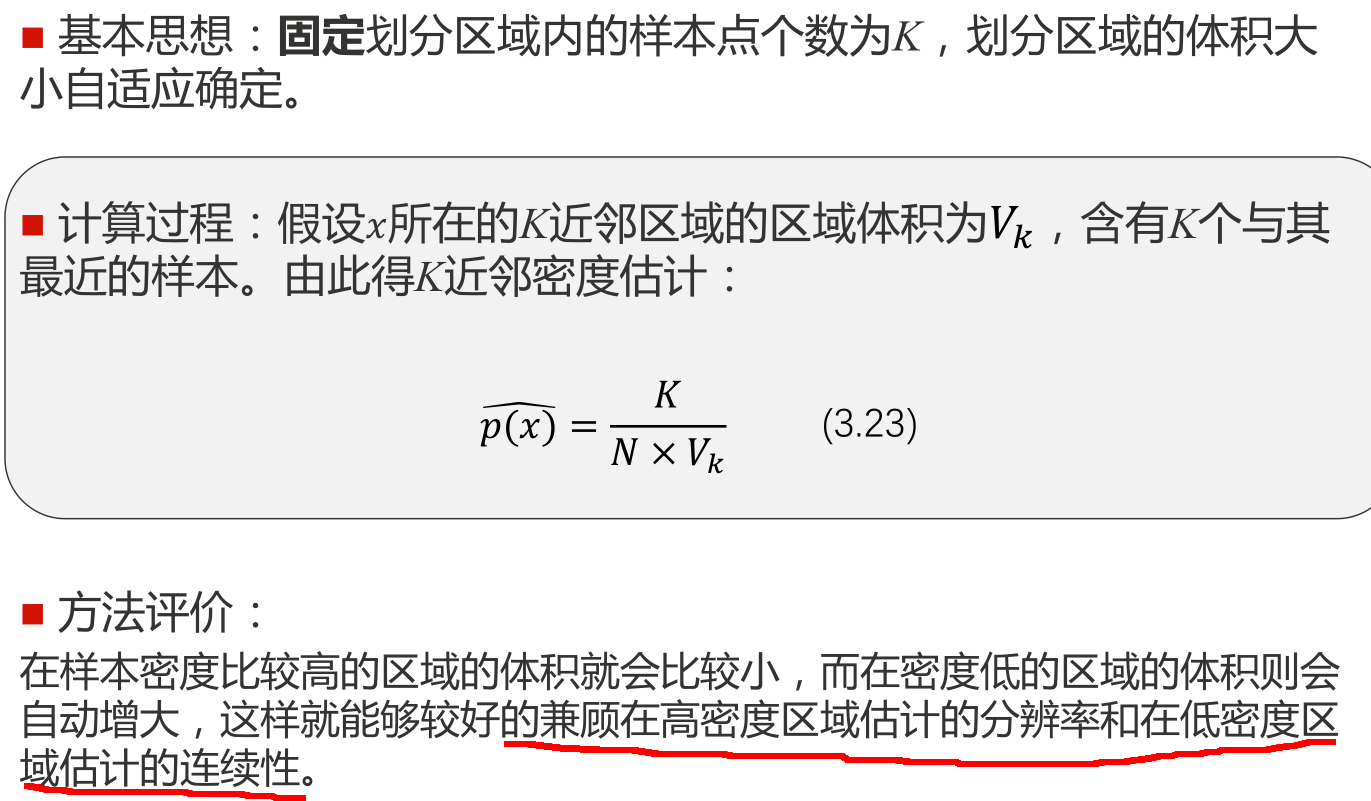 ■ 基本思想：固定划分区域内的样本点个数为K，划分区域的体积大
小自适应确定。
■ 计算过程：假设x所在的K近邻区域的区域体积为Vₖ，含有K个与其
最近的样本。由此得K近邻密度估计：
\widehat{p(x)} = \frac{K}{N × V_k} (3.23)
■ 方法评价：
在样本密度比较高的区域的体积就会比较小，而在密度低的区域的体积则会
自动增大，这样就能够较好的兼顾在高密度区域估计的分辨率和在低密度区
域估计的连续性。